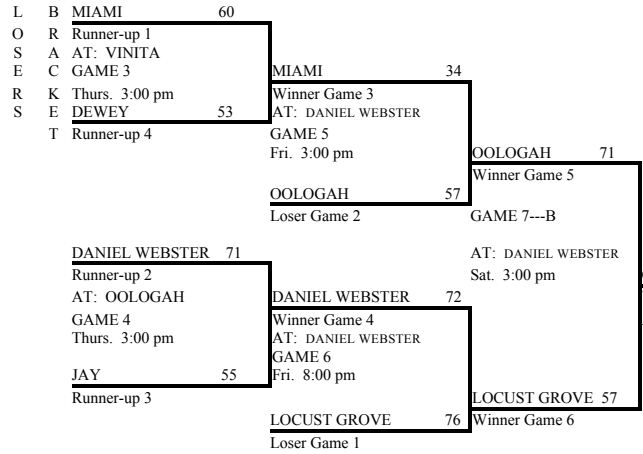 LOSERS BRACKET
MIAMI 60
Runner-up 1
AT: VINITA
GAME 3
Thurs. 3:00 pm
DEWEY 53
Runner-up 4
MIAMI 34
Winner Game 3
AT: DANIEL WEBSTER
GAME 5
Fri. 3:00 pm
OOLOGAH 57
Loser Game 2
OOLOGAH 71
Winner Game 5
GAME 7---B
AT: DANIEL WEBSTER
Sat. 3:00 pm
DANIEL WEBSTER 71
Runner-up 2
AT: OOLOGAH
GAME 4
Thurs. 3:00 pm
JAY 55
Runner-up 3
DANIEL WEBSTER 72
Winner Game 4
AT: DANIEL WEBSTER
GAME 6
Fri. 8:00 pm
LOCUST GROVE 76
Loser Game 1
LOCUST GROVE 57
Winner Game 6